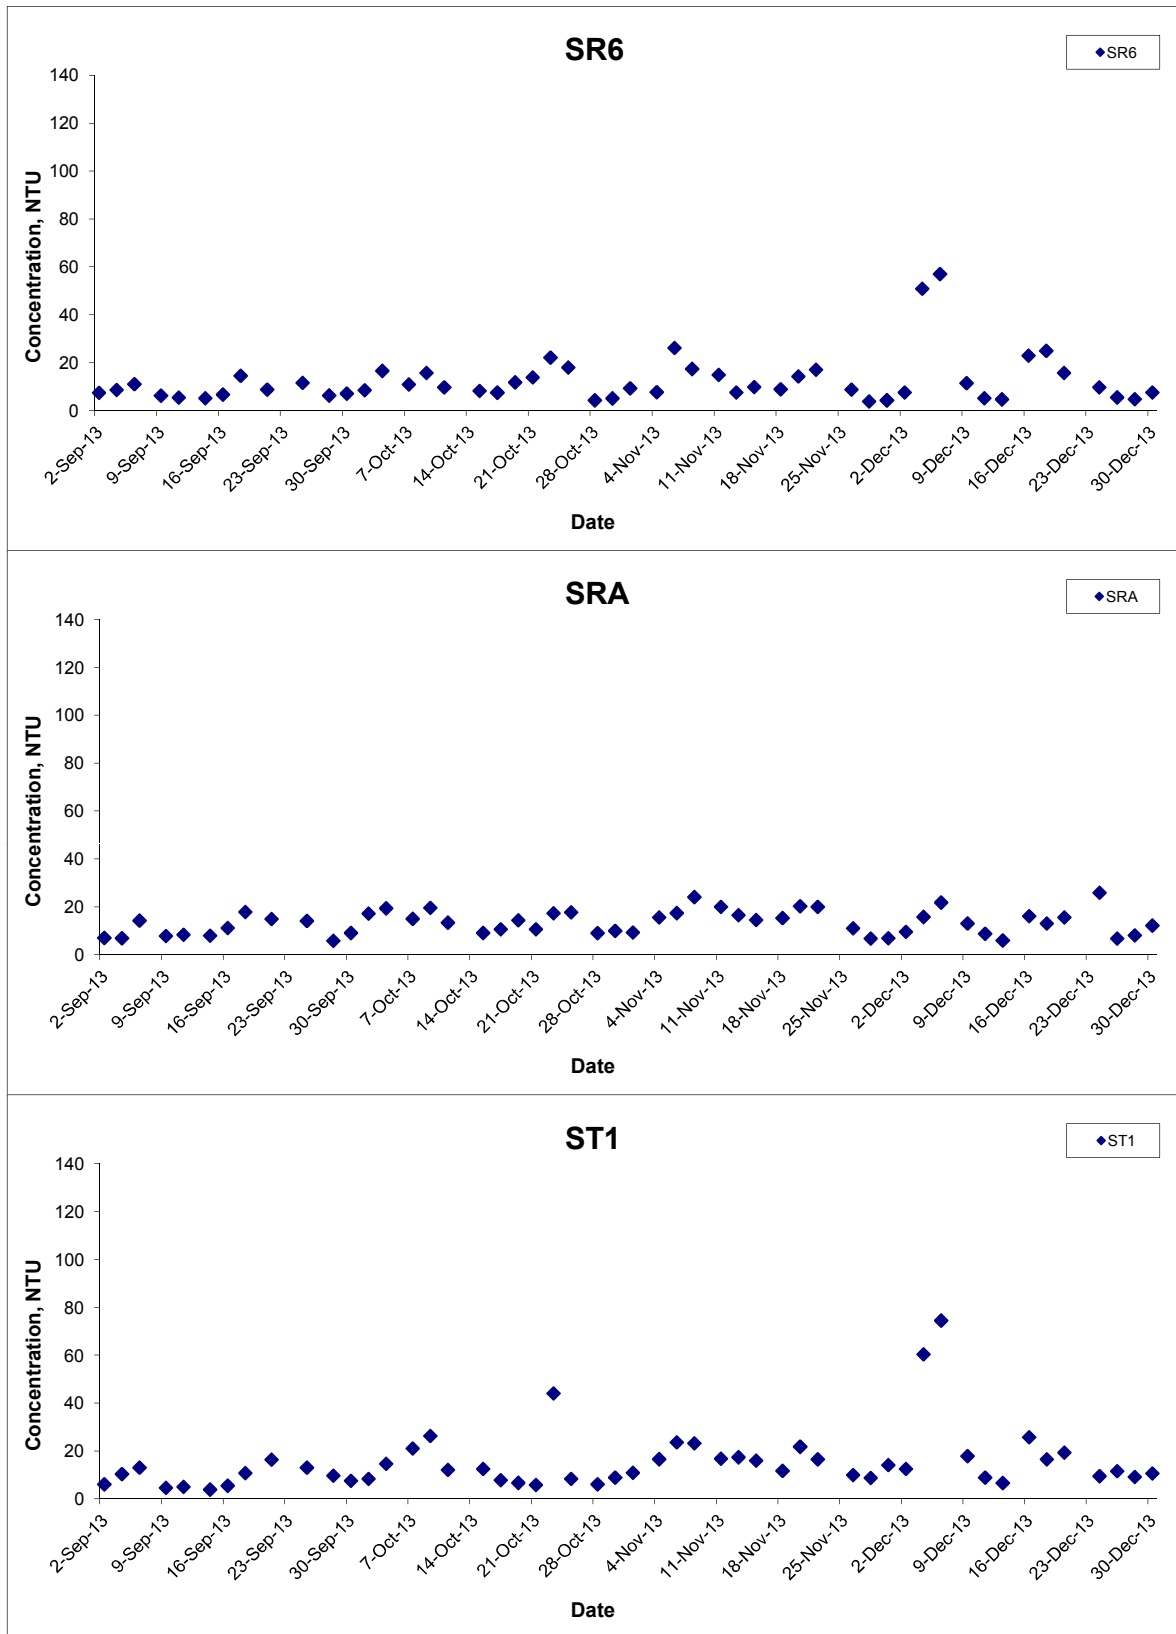 SR6
SR6
140
120
100
80
60
40
20
0
Concentration, NTU
2-Sep-13
9-Sep-13
16-Sep-13
23-Sep-13
30-Sep-13
7-Oct-13
14-Oct-13
21-Oct-13
28-Oct-13
4-Nov-13
11-Nov-13
18-Nov-13
25-Nov-13
2-Dec-13
9-Dec-13
16-Dec-13
23-Dec-13
30-Dec-13
Date
SRA
SRA
140
120
100
80
60
40
20
0
Concentration, NTU
2-Sep-13
9-Sep-13
16-Sep-13
23-Sep-13
30-Sep-13
7-Oct-13
14-Oct-13
21-Oct-13
28-Oct-13
4-Nov-13
11-Nov-13
18-Nov-13
25-Nov-13
2-Dec-13
9-Dec-13
16-Dec-13
23-Dec-13
30-Dec-13
Date
ST1
ST1
140
120
100
80
60
40
20
0
Concentration, NTU
2-Sep-13
9-Sep-13
16-Sep-13
23-Sep-13
30-Sep-13
7-Oct-13
14-Oct-13
21-Oct-13
28-Oct-13
4-Nov-13
11-Nov-13
18-Nov-13
25-Nov-13
2-Dec-13
9-Dec-13
16-Dec-13
23-Dec-13
30-Dec-13
Date